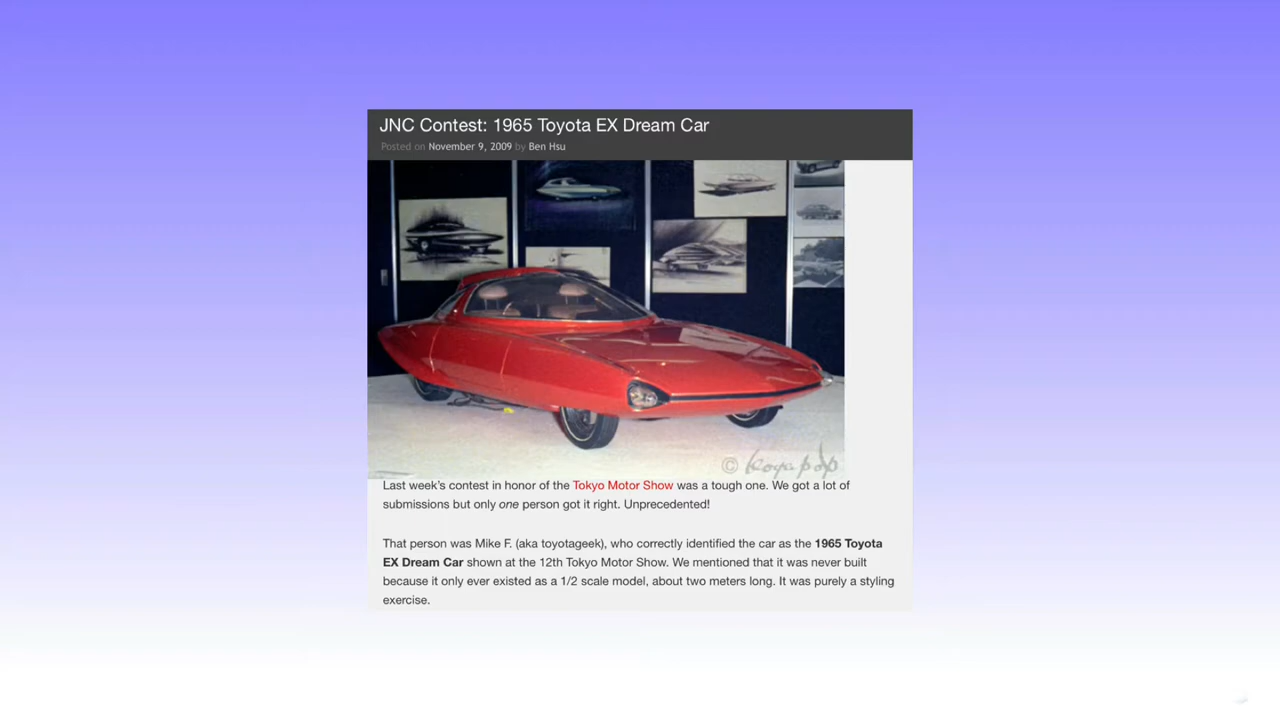 JNC Contest: 1965 Toyota EX Dream Car
Posted on November 9, 2009 by Ben Hsu
© Koyapop
Last week's contest in honor of the Tokyo Motor Show was a tough one. We got a lot of
submissions but only one person got it right. Unprecedented!
That person was Mike F. (aka toyotageek), who correctly identified the car as the 1965 Toyota
EX Dream Car shown at the 12th Tokyo Motor Show. We mentioned that it was never built
because it only ever existed as a 1/2 scale model, about two meters long. It was purely a styling
exercise.